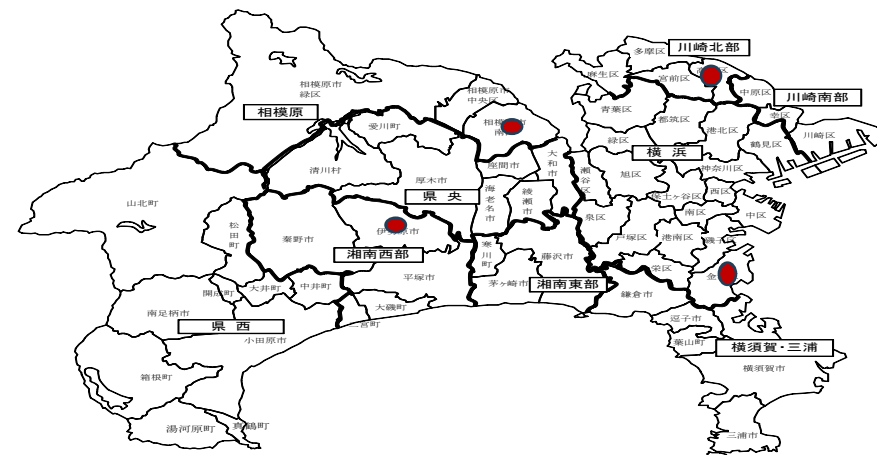 多摩区
川崎北部
麻生区
宮前区
中原区
川崎南部
幸区
川崎区
相模原市
緑区
相模原市
中央区
相模原
青葉区
都筑区
港北区
鶴見区
愛川町
緑区
横浜
神奈川区
清川村
厚木市
座間市
大和市
瀬谷区
旭区
保土ヶ谷区
西区
県央
海老名市
綾瀬市
泉区
南区
中区
山北町
松田町
秦野市
戸塚区
港南区
磯子区
湘南西部
寒川町
藤沢市
栄区
平塚市
茅ヶ崎
湘南東部
鎌倉市
開成町
大井町
中井町
大磯町
二宮町
逗子市
南足柄市
県西
小田原市
葉山町
横須賀・三浦
横須賀市
箱根町
湯河原町
真鶴町
三浦市